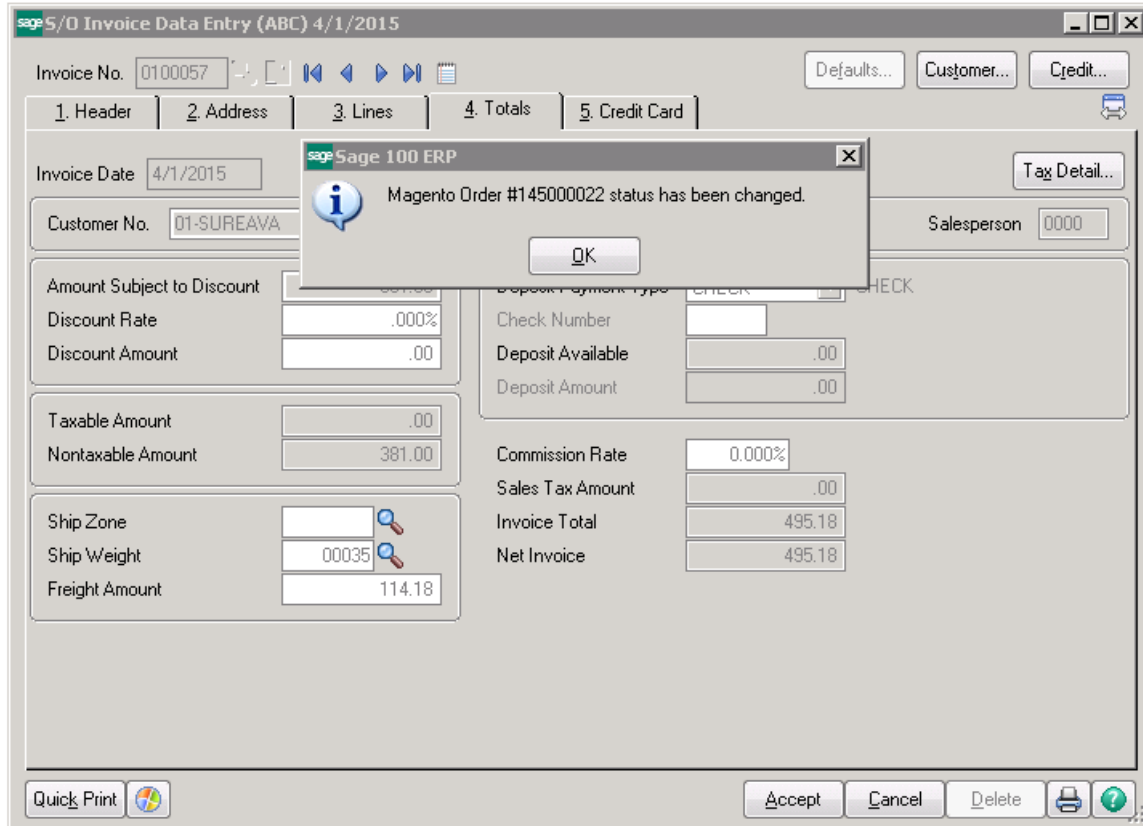 sage S/O Invoice Data Entry (ABC) 4/1/2015
Invoice No. 0100057 Defaults... Customer... Credit...
1. Header 2. Address 3. Lines 4. Totals 5. Credit Card
sage Sage 100 ERP
Invoice Date 4/1/2015 Magento Order #145000022 status has been changed. Tax Detail...
Customer No. 01-SUREAVA Salesperson 0000
OK
Amount Subject to Discount CHECK
Discount Rate .000% Check Number
Discount Amount .00 Deposit Available .00
Deposit Amount .00
Taxable Amount .00
Nontaxable Amount 381.00 Commission Rate 0.000%
Sales Tax Amount .00
Ship Zone Invoice Total 495.18
Ship Weight 00035 Net Invoice 495.18
Freight Amount 114.18
Quick Print Accept Cancel Delete